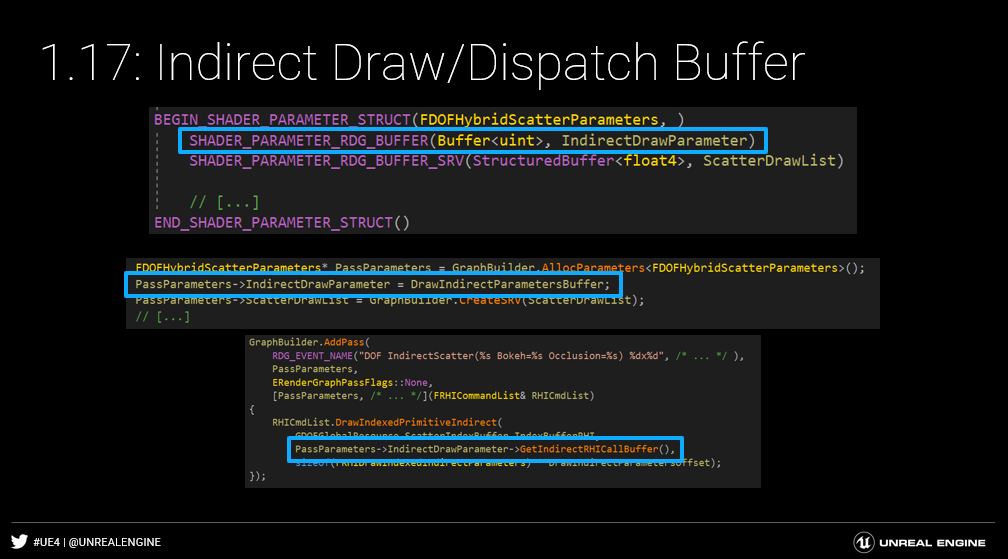 1.17: Indirect Draw/Dispatch Buffer
BEGIN_SHADER_PARAMETER_STRUCT(FDOFHybridScatterParameters, )
SHADER_PARAMETER_RDG_BUFFER(Buffer<uint>, IndirectDrawParameter)
SHADER_PARAMETER_RDG_BUFFER_SRV(StructuredBuffer<float4>, ScatterDrawList)
// [...]
END_SHADER_PARAMETER_STRUCT()
FDOFHybridScatterParameters* PassParameters = GraphBuilder.AllocParameters<FDOFHybridScatterParameters>();
PassParameters->IndirectDrawParameter = DrawIndirectParametersBuffer;
PassParameters->ScatterDrawList = GraphBuilder.CreateSRV(ScatterDrawList);
// [...]
GraphBuilder.AddPass(
RDG_EVENT_NAME("DOF IndirectScatter(%s Bokeh=%s Occlusion=%s) %dx%d", /* ... */ ),
PassParameters,
ERenderGraphPassFlags::None,
[PassParameters, /* ... */](FRHICommandList& RHICmdList)
{
RHICmdList.DrawIndexedPrimitiveIndirect(
GDOFGlobalResource.ScatterIndexBuffer.IndexBufferRHI,
PassParameters->IndirectDrawParameter->GetIndirectRHICallBuffer(),
sizeof(FRHIDrawIndexedIndirectParameters) * DrawIndirectParametersOffset);
});
#UE4 | @UNREALENGINE
UNREAL ENGINE